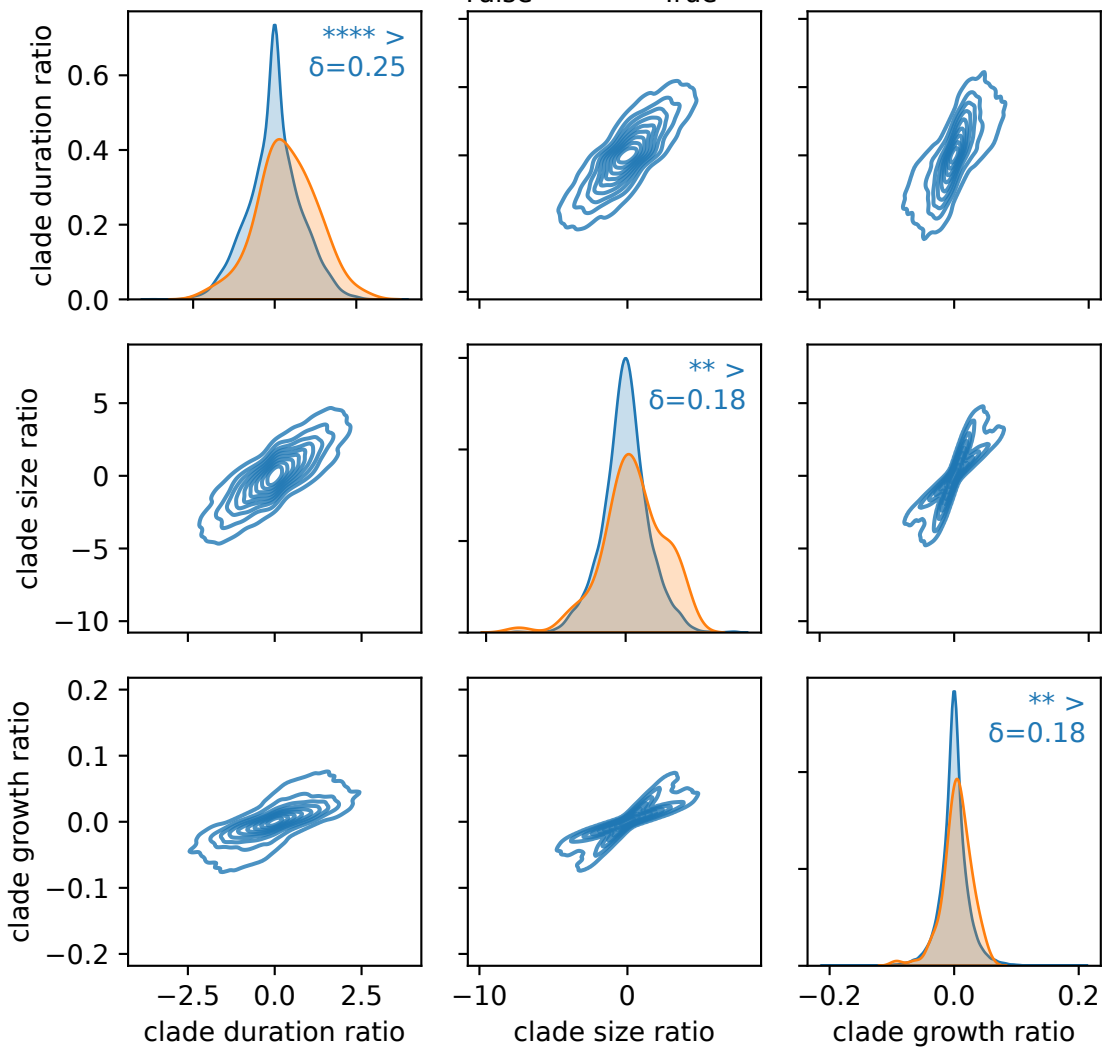 False True
clade duration ratio
0.6
0.4
0.2
0.0
**** >
δ=0.25
clade size ratio
5
0
−5
−10
** >
δ=0.18
clade growth ratio
0.2
0.1
0.0
−0.1
−0.2
** >
δ=0.18
−2.5 0.0 2.5
−10 0
−0.2 0.0 0.2
clade duration ratio
clade size ratio
clade growth ratio